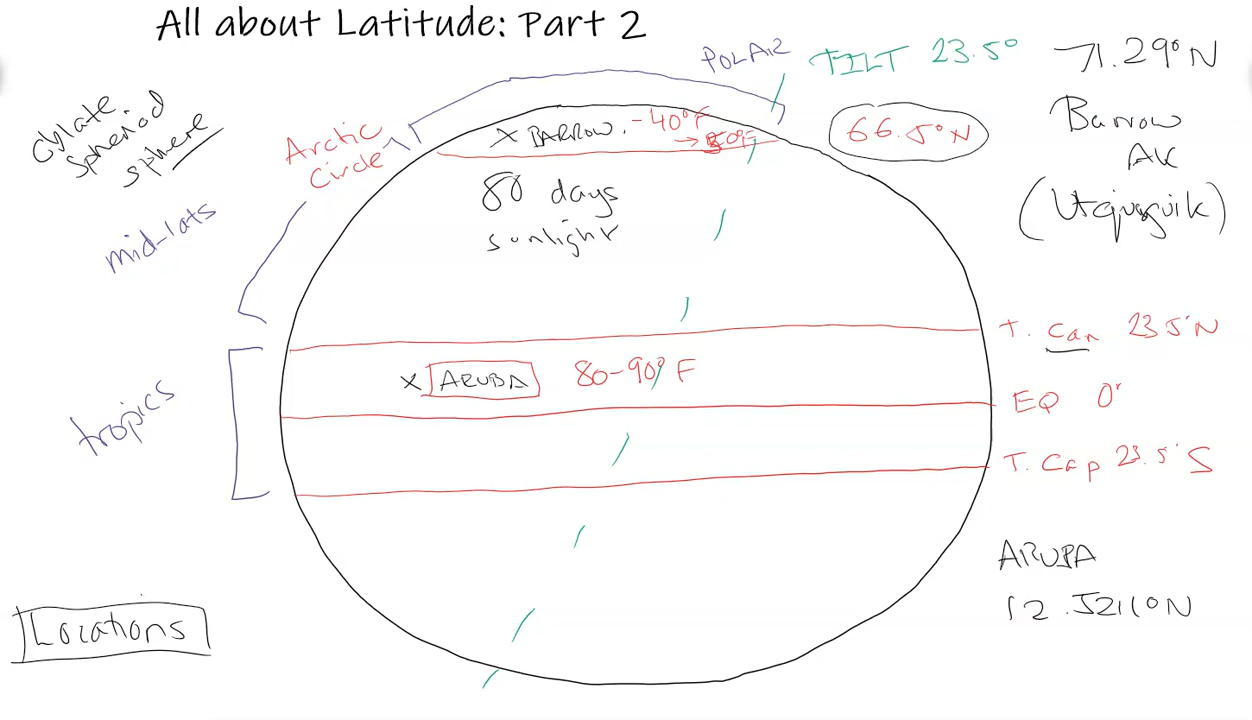 All about Latitude: Part 2
Oblate
spheriod
sphere
POLAR
TILT 23.5°
71.29°N
Barrow
AK
(Utqiagvik)
66.5°N
Arctic
Circle
X BARROW. -40°F
→ 50°F
80 days
sunlight
mid-lats
T. Can 23.5°N
X ARUBA 80-90° F
tropics
EQ 0°
T. Cap 23.5° S
ARUBA
12.5211°N
Locations